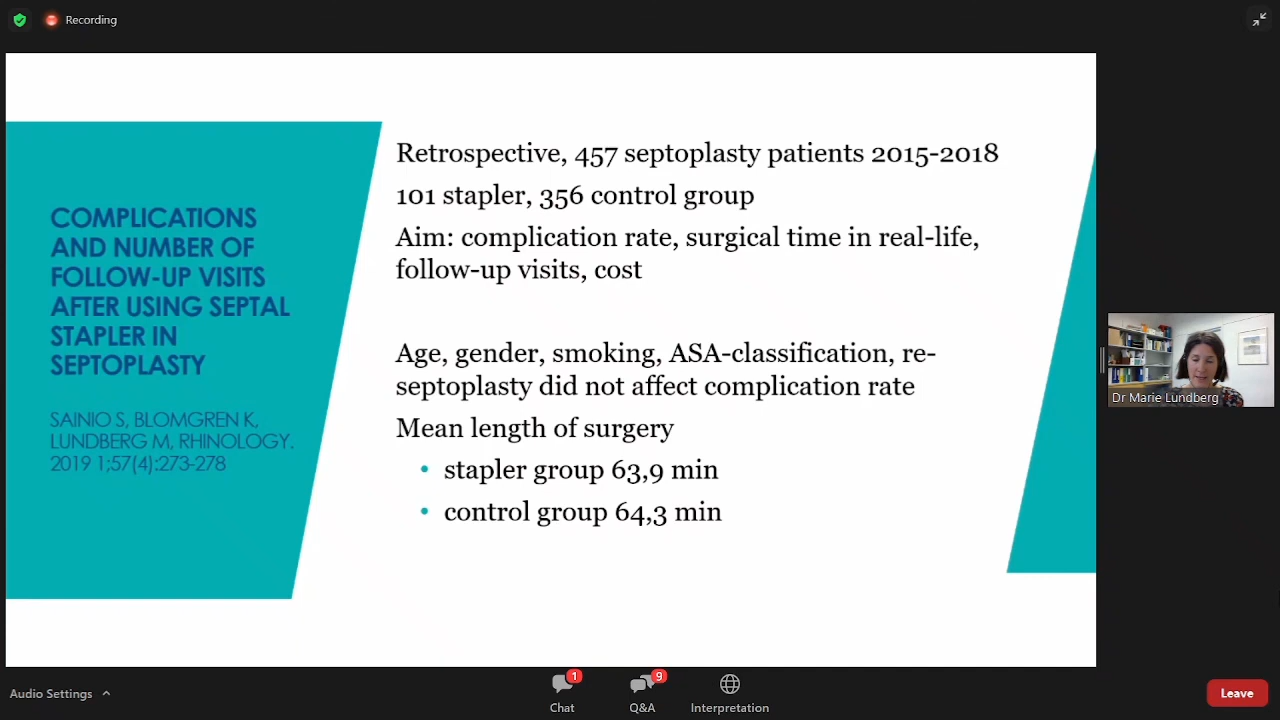 Recording
COMPLICATIONS
AND NUMBER OF
FOLLOW-UP VISITS
AFTER USING SEPTAL
STAPLER IN
SEPTOPLASTY
SAINIO S, BLOMGREN K,
LUNDBERG M, RHINOLOGY.
2019 1;57(4):273-278
Retrospective, 457 septoplasty patients 2015-2018
101 stapler, 356 control group
Aim: complication rate, surgical time in real-life,
follow-up visits, cost
Age, gender, smoking, ASA-classification, re-
septoplasty did not affect complication rate
Mean length of surgery
• stapler group 63,9 min
• control group 64,3 min
Dr Marie Lundberg
Audio Settings
1
Chat
9
Q&A
Interpretation
Leave